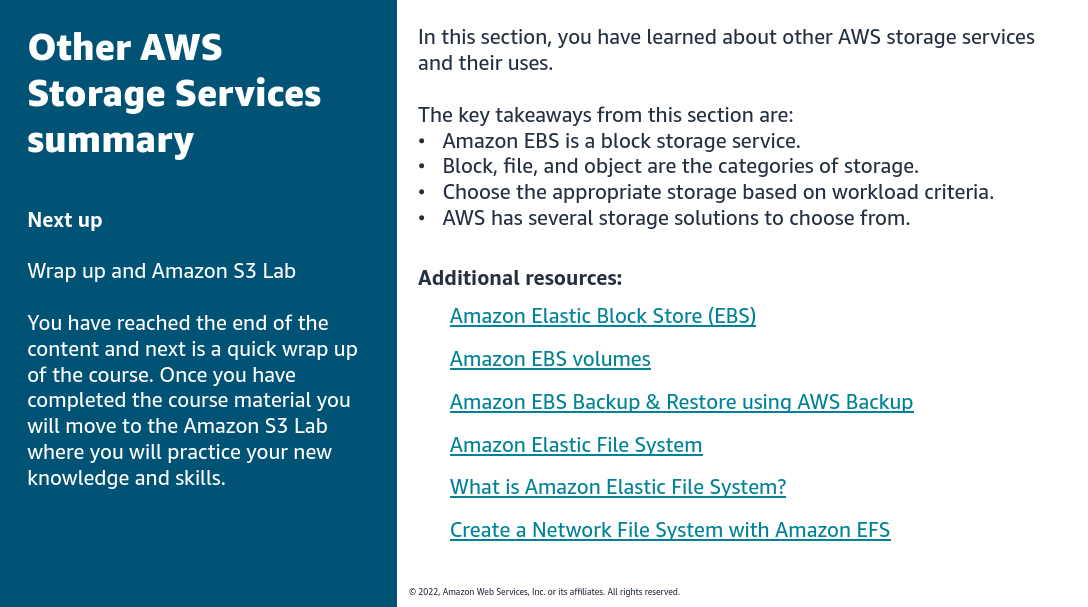 Other AWS
Storage Services
summary
Next up
Wrap up and Amazon S3 Lab
You have reached the end of the
content and next is a quick wrap up
of the course. Once you have
completed the course material you
will move to the Amazon S3 Lab
where you will practice your new
knowledge and skills.
In this section, you have learned about other AWS storage services
and their uses.
The key takeaways from this section are:
• Amazon EBS is a block storage service.
• Block, file, and object are the categories of storage.
• Choose the appropriate storage based on workload criteria.
• AWS has several storage solutions to choose from.
Additional resources:
Amazon Elastic Block Store (EBS)
Amazon EBS volumes
Amazon EBS Backup & Restore using AWS Backup
Amazon Elastic File System
What is Amazon Elastic File System?
Create a Network File System with Amazon EFS
© 2022, Amazon Web Services, Inc. or its affiliates. All rights reserved.